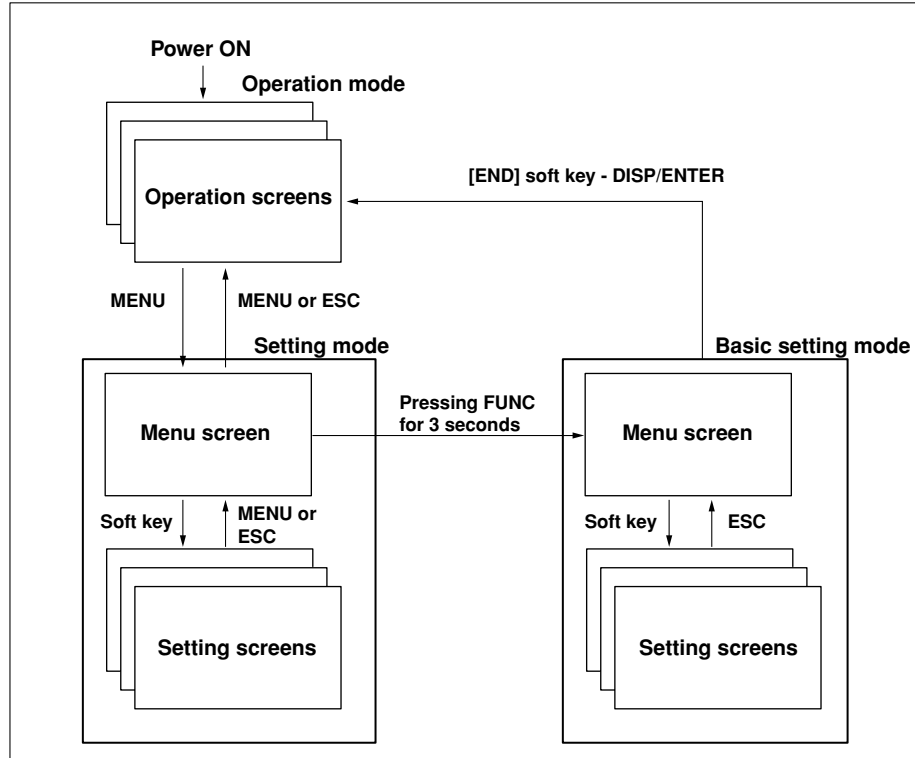 Power ON
Operation mode
Operation screens
[END] soft key - DISP/ENTER
MENU
MENU or ESC
Setting mode
Basic setting mode
Menu screen
Pressing FUNC
for 3 seconds
Menu screen
Soft key
MENU or
ESC
Soft key
ESC
Setting screens
Setting screens